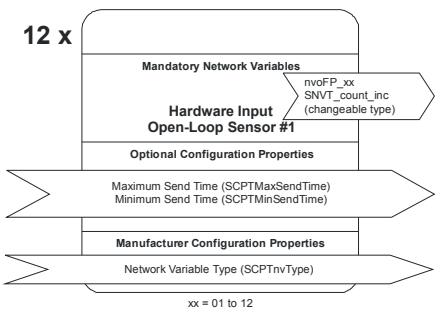 12 x
Mandatory Network Variables
nvoFP_xx
SNVT_count_inc
(changeable type)
Hardware Input
Open-Loop Sensor #1
Optional Configuration Properties
Maximum Send Time (SCPTMaxSendTime)
Minimum Send Time (SCPTMinSendTime)
Manufacturer Configuration Properties
Network Variable Type (SCPTnvType)
xx = 01 to 12